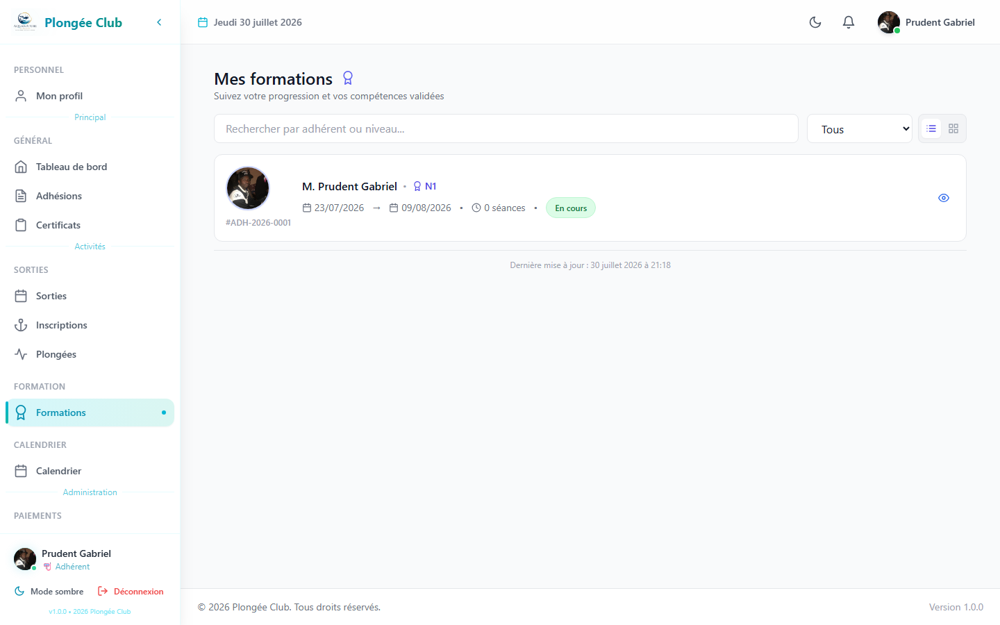 Plongée Club
Jeudi 30 juillet 2026
Prudent Gabriel
PERSONNEL
Mon profil
Principal
GÉNÉRAL
Tableau de bord
Adhésions
Certificats
Activités
SORTIES
Sorties
Inscriptions
Plongées
FORMATION
Formations
CALENDRIER
Calendrier
Administration
PAIEMENTS
Prudent Gabriel
Adhérent
Mode sombre Déconnexion
v1.0.0 • 2026 Plongée Club
Mes formations
Suivez votre progression et vos compétences validées
Rechercher par adhérent ou niveau...
Tous
M. Prudent Gabriel • N1
23/07/2026 → 09/08/2026 • 0 séances • En cours
#ADH-2026-0001
Dernière mise à jour : 30 juillet 2026 à 21:18
© 2026 Plongée Club. Tous droits réservés.
Version 1.0.0